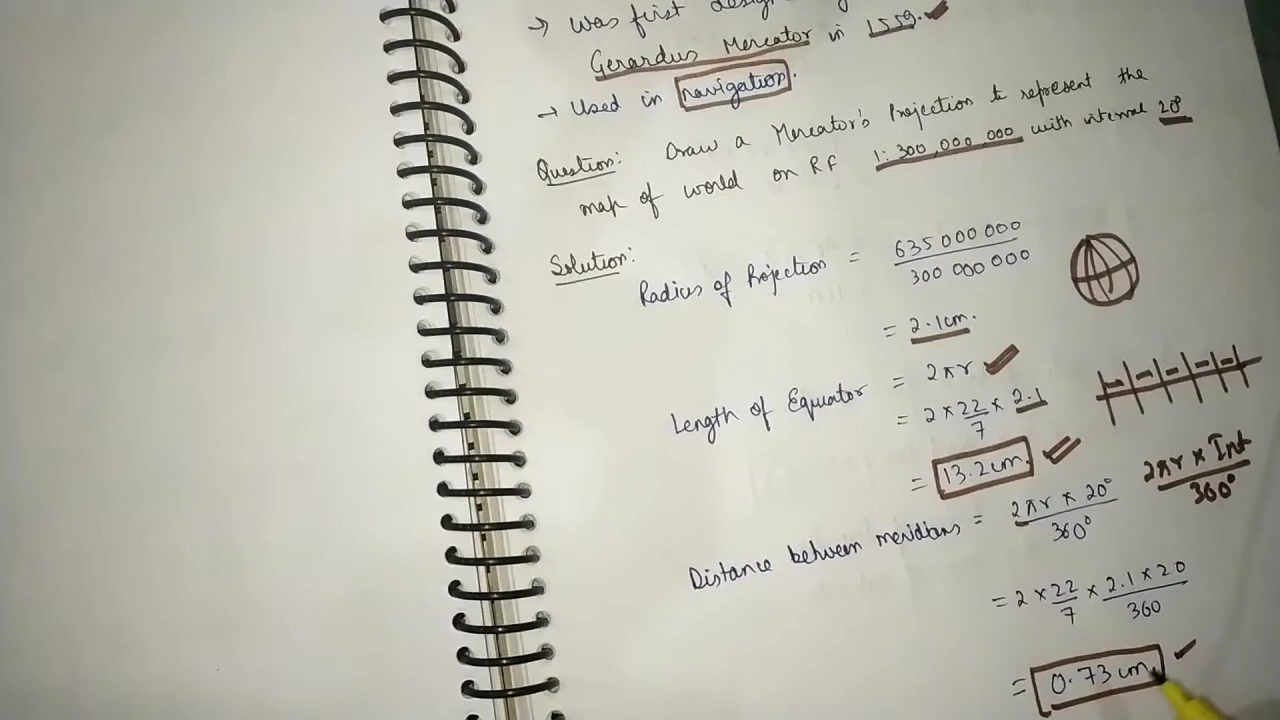 → Was first desig
Gerardus Mercator in 1559.
→ Used in navigation.
Question: Draw a Mercator's Projection to represent the
map of world on RF 1:300,000,000 with interval 20°
Solution:
Radius of Projection = 635 000 000 / 300 000 000
= 2.1cm.
Length of Equator = 2πr
= 2 × 22/7 × 2.1
= 13.2cm.
Distance between meridians = 2πr × 20° / 360°
2πr × Int / 360°
= 2 × 22/7 × 2.1 × 20 / 360
= 0.73cm.